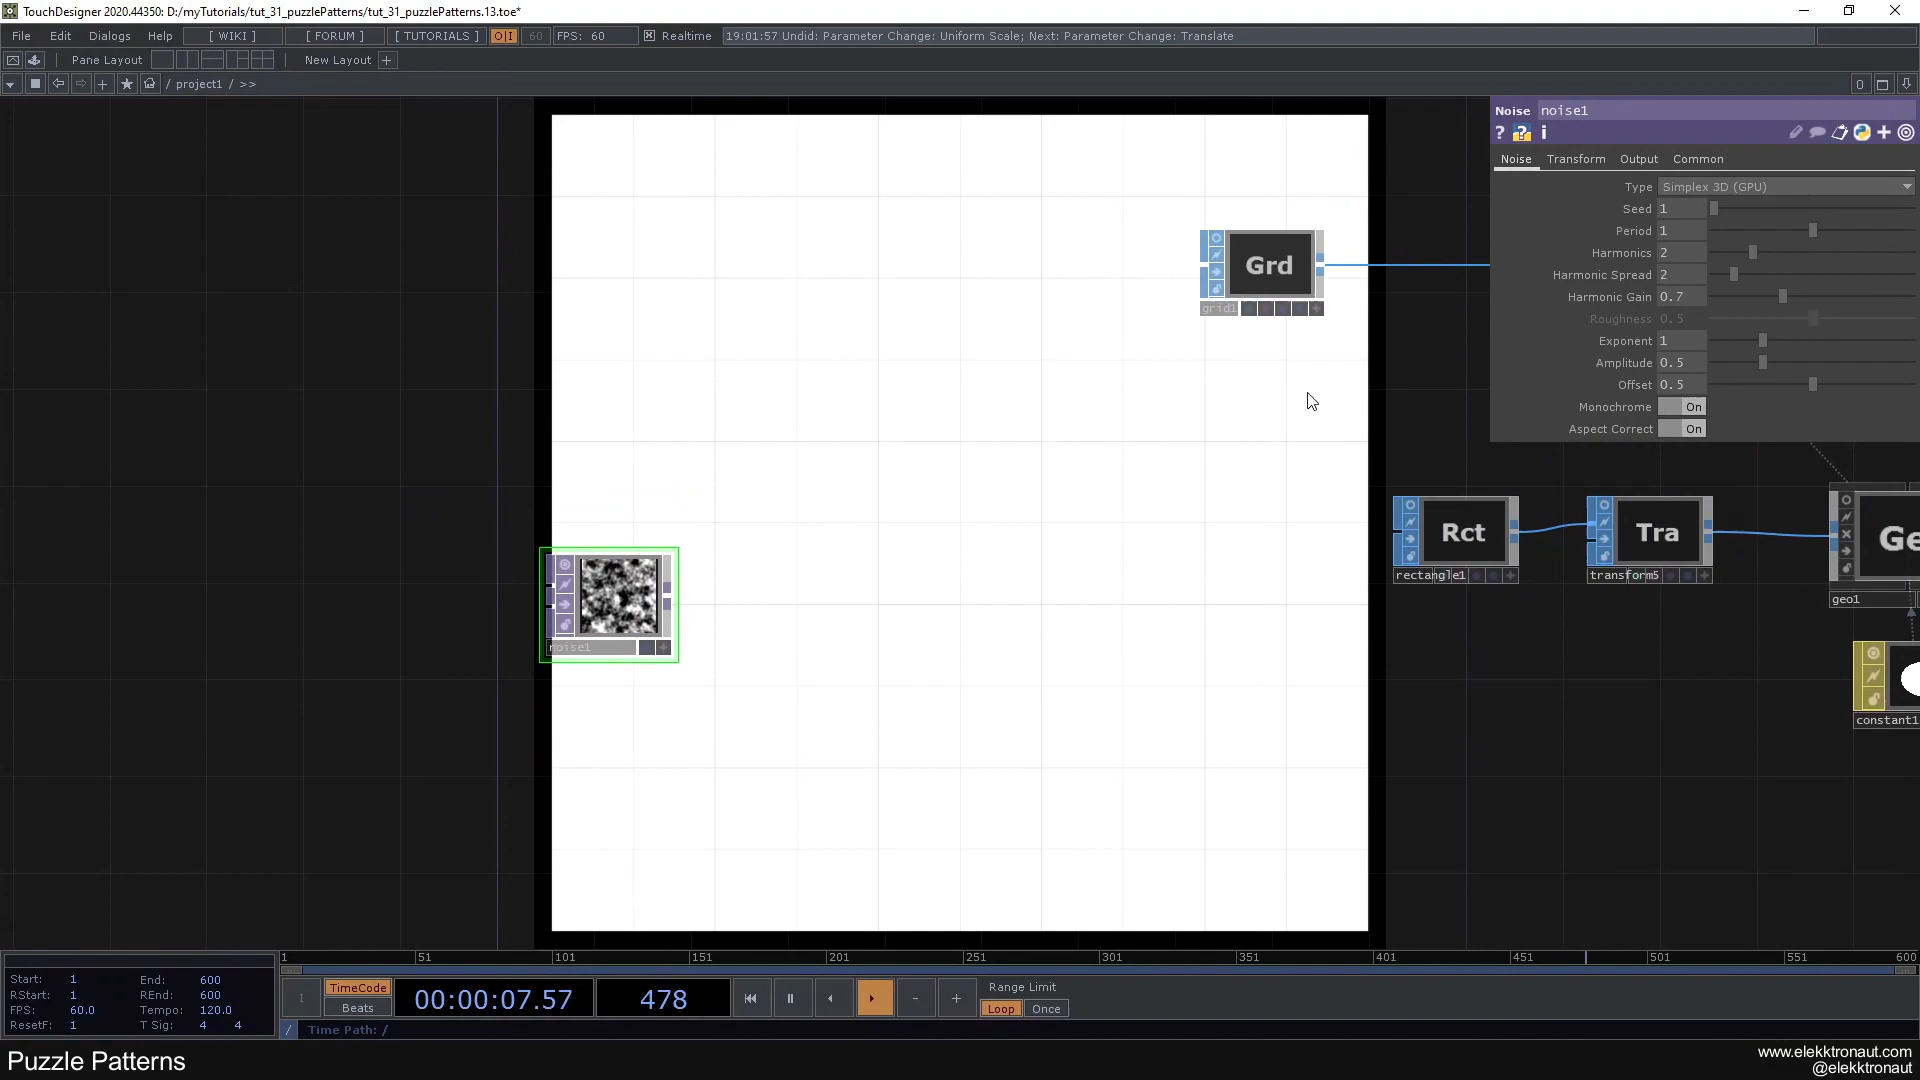 TouchDesigner 2020.44350: D:/myTutorials/tut_31_puzzlePatterns/tut_31_puzzlePatterns.13.toe*
File Edit Dialogs Help [ WIKI ] [ FORUM ] [ TUTORIALS ] O|I 60 FPS: 60 Realtime 19:01:57 Undid: Parameter Change: Uniform Scale; Next: Parameter Change: Translate
Pane Layout New Layout +
/ project1 / >> 0
Noise noise1
? ? i
Noise Transform Output Common
Type Simplex 3D (GPU)
Seed 1
Period 1
Harmonics 2
Harmonic Spread 2
Harmonic Gain 0.7
Roughness 0.5
Exponent 1
Amplitude 0.5
Offset 0.5
Monochrome On
Aspect Correct On
Grd
grid1
Rct
rectangle1
Tra
transform5
Ge
geo1
constant1
noise1
1 51 101 151 201 251 301 351 401 451 501 551 600
Start: 1 End: 600
RStart: 1 REnd: 600
FPS: 60.0 Tempo: 120.0
ResetF: 1 T Sig: 4 4
I
TimeCode
Beats
00:00:07.57
478
- +
Range Limit
Loop Once
/ Time Path: /
Puzzle Patterns
www.elekktronaut.com
@elekktronaut